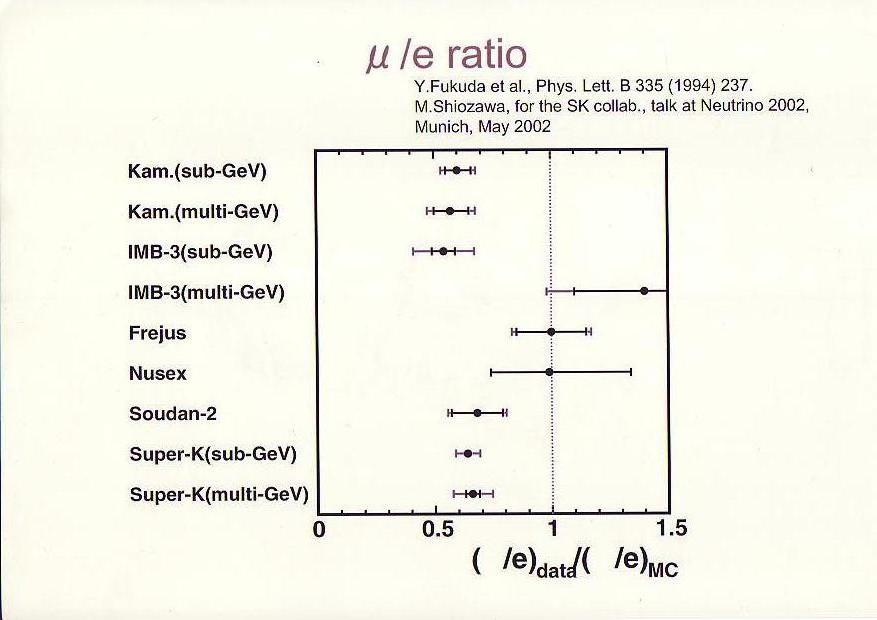 μ /e ratio
Y.Fukuda et al., Phys. Lett. B 335 (1994) 237.
M.Shiozawa, for the SK collab., talk at Neutrino 2002,
Munich, May 2002
Kam.(sub-GeV)
Kam.(multi-GeV)
IMB-3(sub-GeV)
IMB-3(multi-GeV)
Frejus
Nusex
Soudan-2
Super-K(sub-GeV)
Super-K(multi-GeV)
0 0.5 1 1.5
( /e)data/( /e)MC